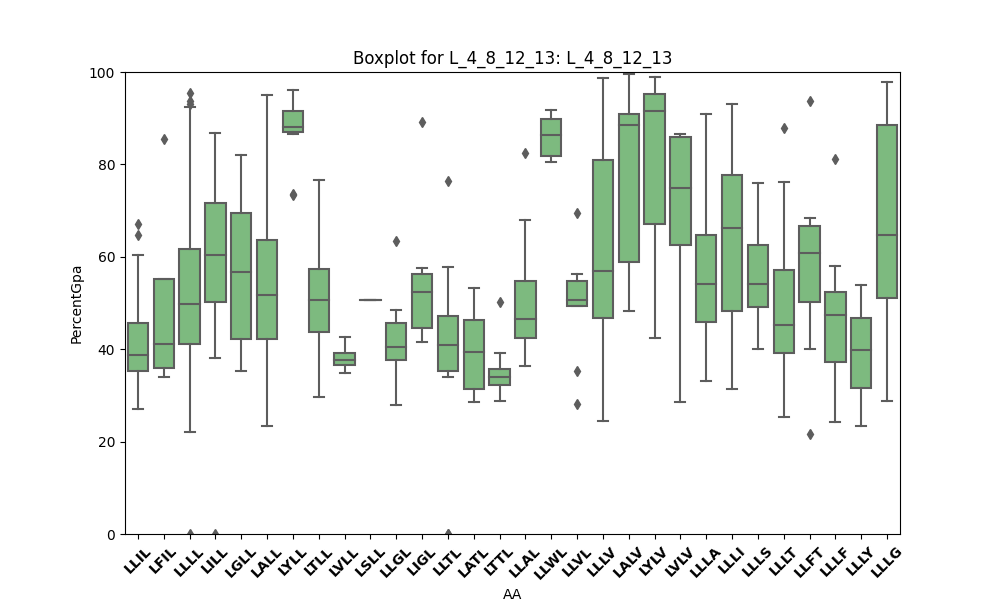 Boxplot for L_4_8_12_13: L_4_8_12_13
100
80
60
40
20
0
PercentGpa
LLIL LFIL LLLL LILL LGLL LALL LYLL LTLL LVLL LSLL LLGL LIGL LLTL LATL LTTL LLAL LLWL LLVL LLLV LALV LYLV LVLV LLLA LLLI LLLS LLLT LLFT LLLF LLLY LLLG
AA